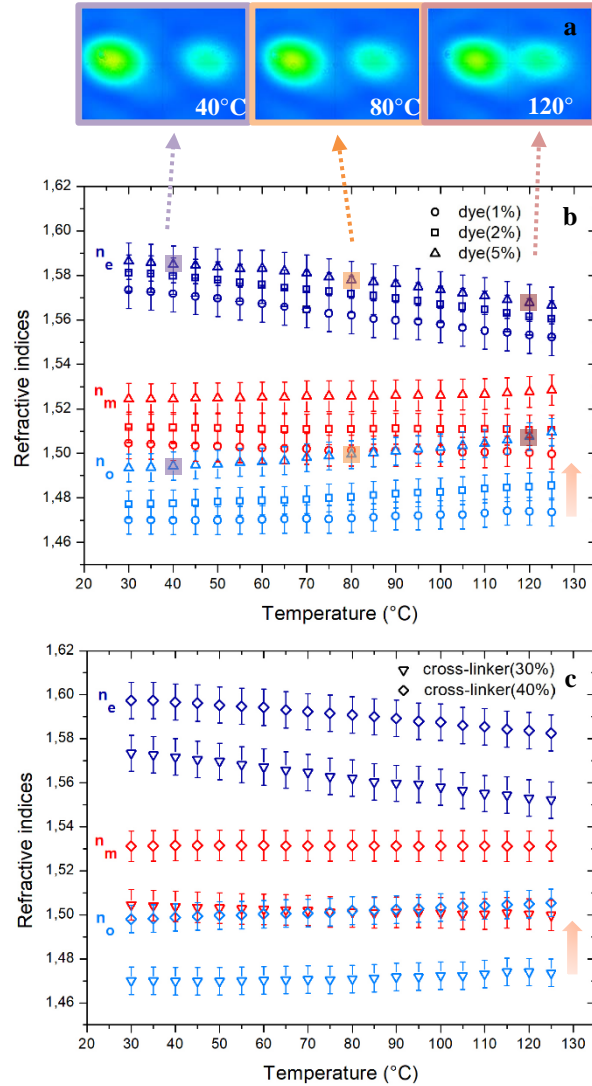 a
40°C
80°C
120°
b
1,62
1,60
1,58
1,56
1,54
1,52
1,50
1,48
1,46
Refractive indices
n e
n m
n o
dye(1%)
dye(2%)
dye(5%)
20 30 40 50 60 70 80 90 100 110 120 130
Temperature (°C)
c
1,62
1,60
1,58
1,56
1,54
1,52
1,50
1,48
1,46
Refractive indices
n e
n m
n o
cross-linker(30%)
cross-linker(40%)
20 30 40 50 60 70 80 90 100 110 120 130
Temperature (°C)